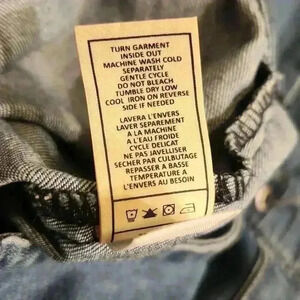 TURN GARMENT
INSIDE OUT
MACHINE WASH COLD
SEPARATELY
GENTLE CYCLE
DO NOT BLEACH
TUMBLE DRY LOW
COOL IRON ON REVERSE
SIDE IF NEEDED
LAVERA L'ENVERS
LAVER SEPAREMENT
A LA MACHINE
A L'EAU FROIDE
CYCLE DELICAT
NE PAS JAVELLISER
SECHER PAR CULBUTAGE
REPASSER A BASSE
TEMPERATURE A
L'ENVERS AU BESOIN